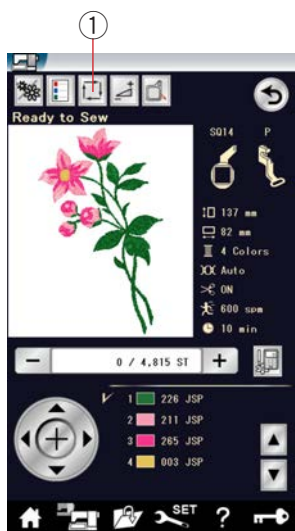 ①
Ready to Sew
SQ14 P
137 mm
82 mm
4 Colors
Auto
ON
600 spm
10 min
− 0 / 4,815 ST +
1 226 JSP
2 211 JSP
3 265 JSP
4 003 JSP
SET ?